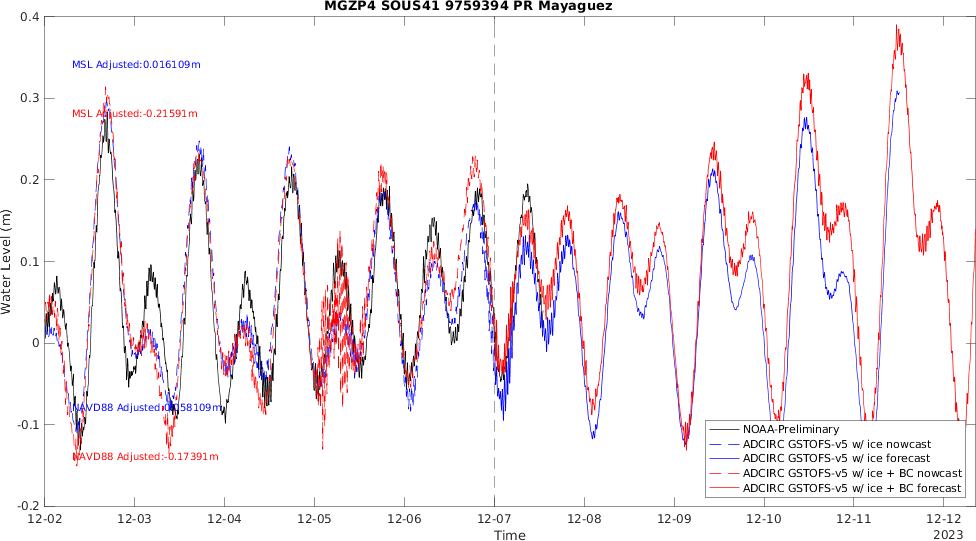 MGZP4 SOUS41 9759394 PR Mayaguez
0.4
MSL Adjusted:0.016109m
0.3
MSL Adjusted:-0.21591m
0.2
Water Level (m)
0.1
0
NAVD88 Adjusted:0.058109m
-0.1
NOAA-Preliminary
ADCIRC GSTOFS-v5 w/ ice nowcast
NAVD88 Adjusted:-0.17391m
ADCIRC GSTOFS-v5 w/ ice forecast
ADCIRC GSTOFS-v5 w/ ice + BC nowcast
ADCIRC GSTOFS-v5 w/ ice + BC forecast
-0.2
12-02 12-03 12-04 12-05 12-06 12-07 12-08 12-09 12-10 12-11 12-12
Time
2023